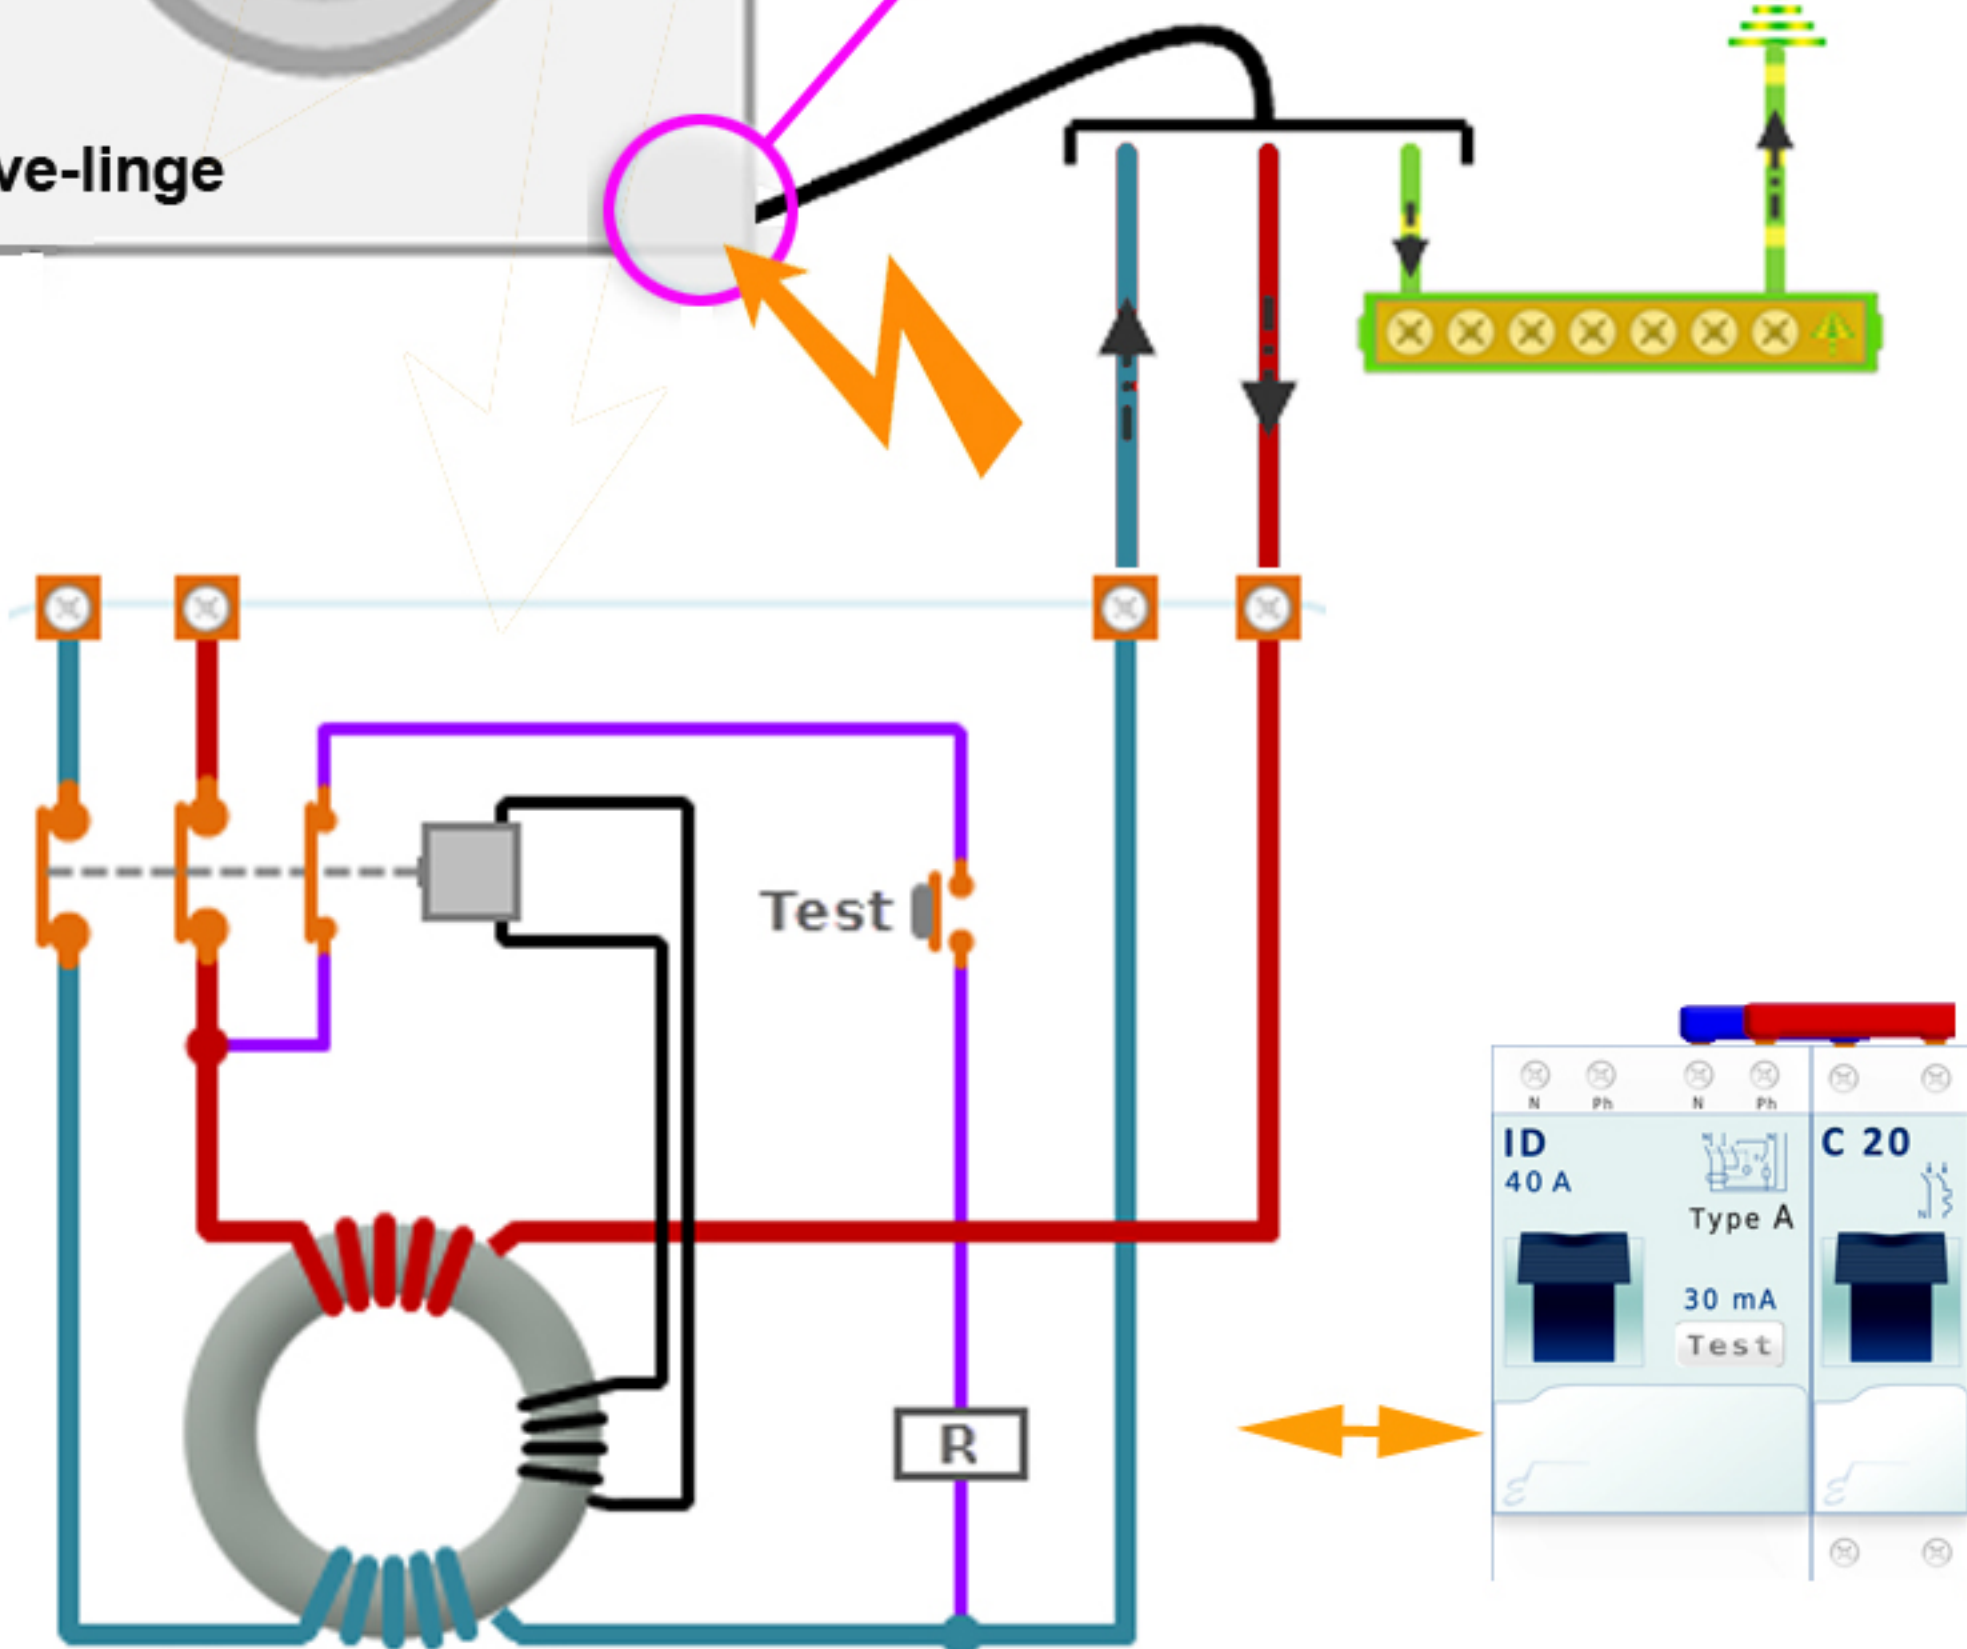 ve-linge
Test
R
N Ph N Ph
ID
40 A
Type A
30 mA
Test
C 20